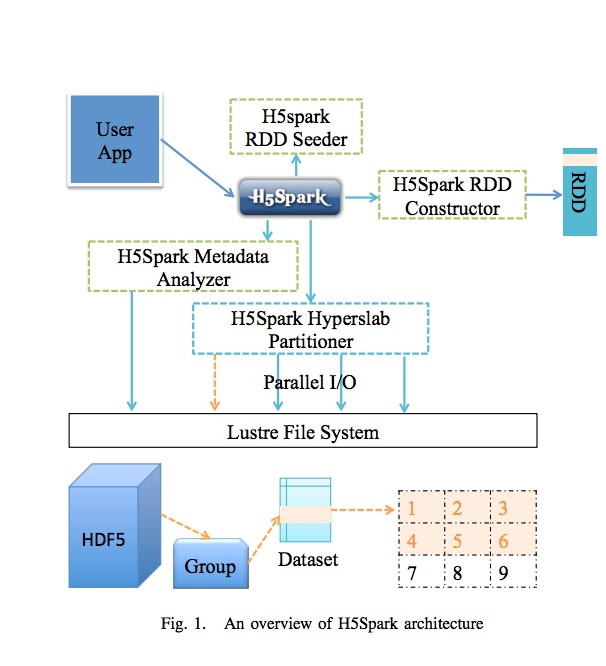 User
App
H5spark
RDD Seeder
H5Spark
H5Spark RDD
Constructor
RDD
H5Spark Metadata
Analyzer
H5Spark Hyperslab
Partitioner
Parallel I/O
Lustre File System
HDF5
Group
Dataset
1 2 3
4 5 6
7 8 9
Fig. 1. An overview of H5Spark architecture